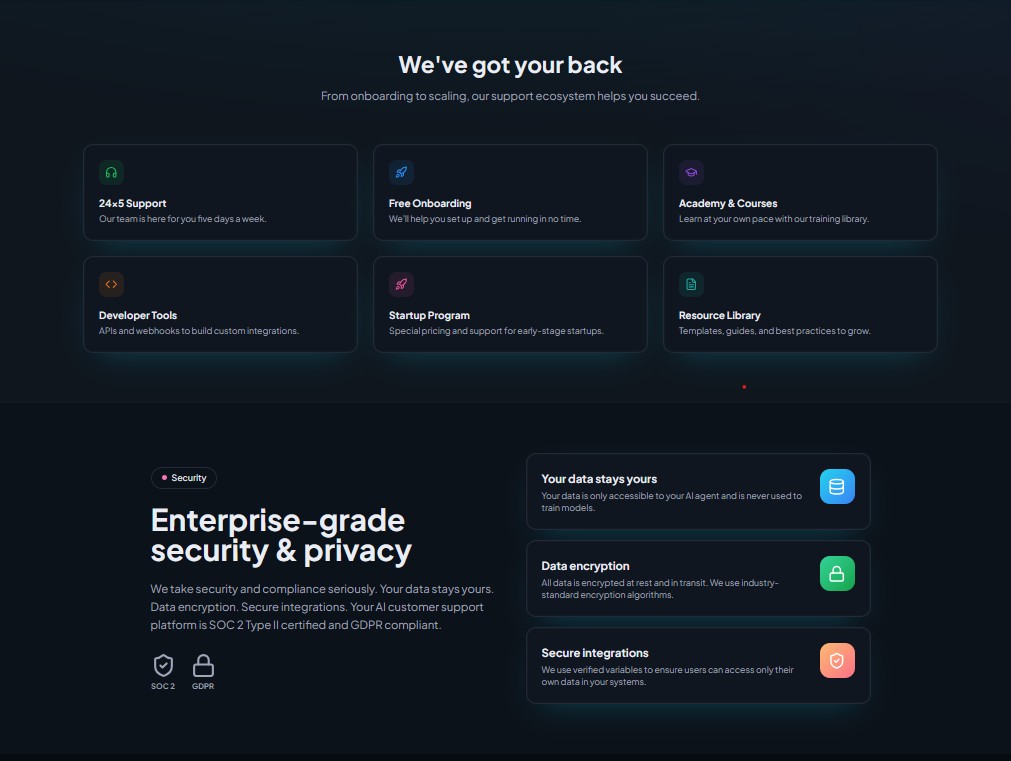 We've got your back
From onboarding to scaling, our support ecosystem helps you succeed.
24x5 Support
Our team is here for you five days a week.
Free Onboarding
We'll help you set up and get running in no time.
Academy & Courses
Learn at your own pace with our training library.
Developer Tools
APIs and webhooks to build custom integrations.
Startup Program
Special pricing and support for early-stage startups.
Resource Library
Templates, guides, and best practices to grow.
Security
Enterprise-grade
security & privacy
We take security and compliance seriously. Your data stays yours.
Data encryption. Secure integrations. Your AI customer support
platform is SOC 2 Type II certified and GDPR compliant.
SOC 2
GDPR
Your data stays yours
Your data is only accessible to your AI agent and is never used to
train models.
Data encryption
All data is encrypted at rest and in transit. We use industry-
standard encryption algorithms.
Secure integrations
We use verified variables to ensure users can access only their
own data in your systems.